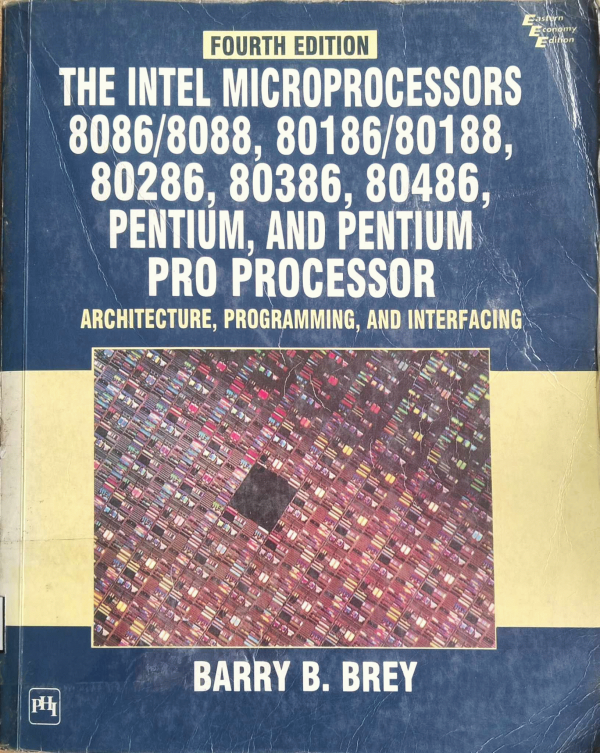 Eastern
Economy
Edition
FOURTH EDITION
THE INTEL MICROPROCESSORS
8086/8088, 80186/80188,
80286, 80386, 80486,
PENTIUM, AND PENTIUM
PRO PROCESSOR
ARCHITECTURE, PROGRAMMING, AND INTERFACING
BARRY B. BREY
PHI